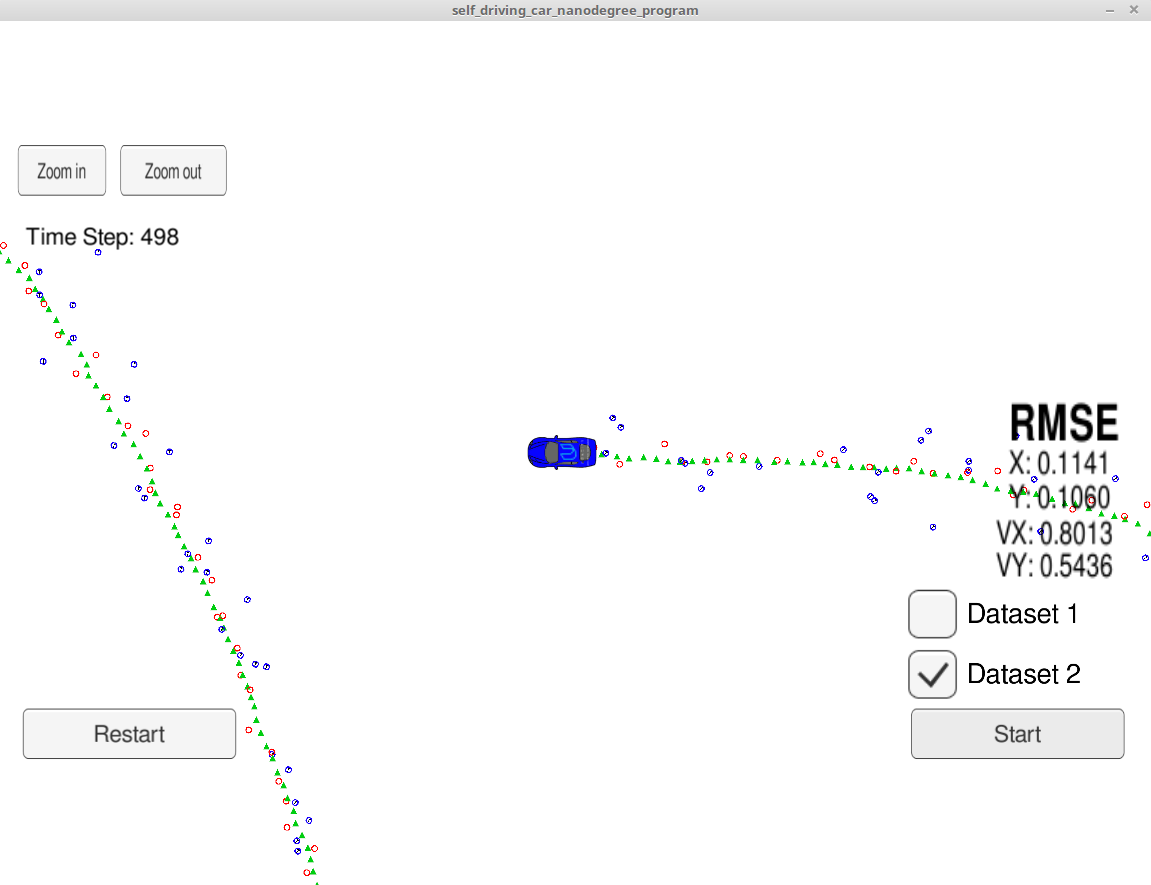 self_driving_car_nanodegree_program
Zoom in
Zoom out
Time Step: 498
RMSE
X: 0.1141
Y: 0.1060
VX: 0.8013
VY: 0.5436
Dataset 1
Dataset 2
Restart
Start